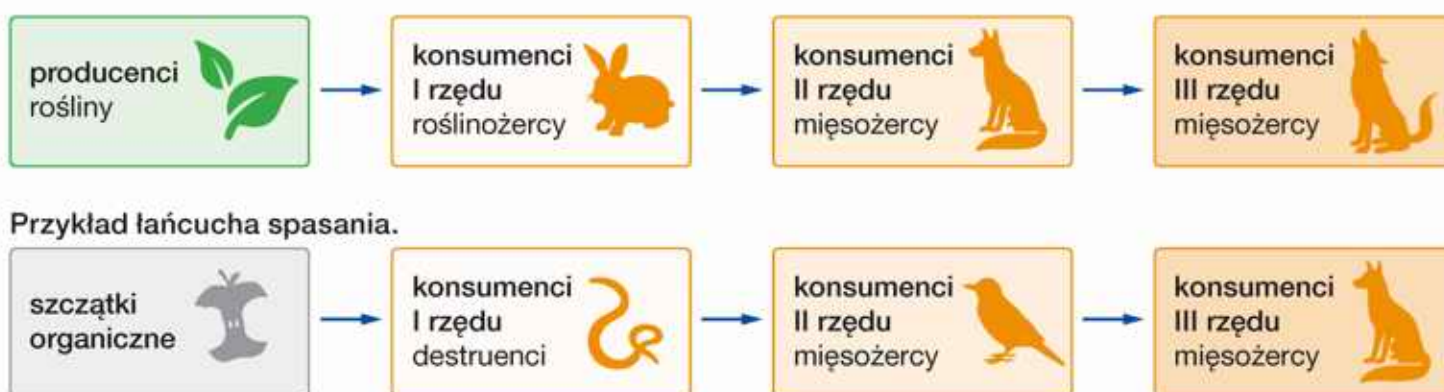 producenci
rośliny
konsumenci
I rzędu
roślinożercy
konsumenci
II rzędu
mięsożercy
konsumenci
III rzędu
mięsożercy
Przykład łańcucha spasania.
szczątki
organiczne
konsumenci
I rzędu
destruenci
konsumenci
II rzędu
mięsożercy
konsumenci
III rzędu
mięsożercy